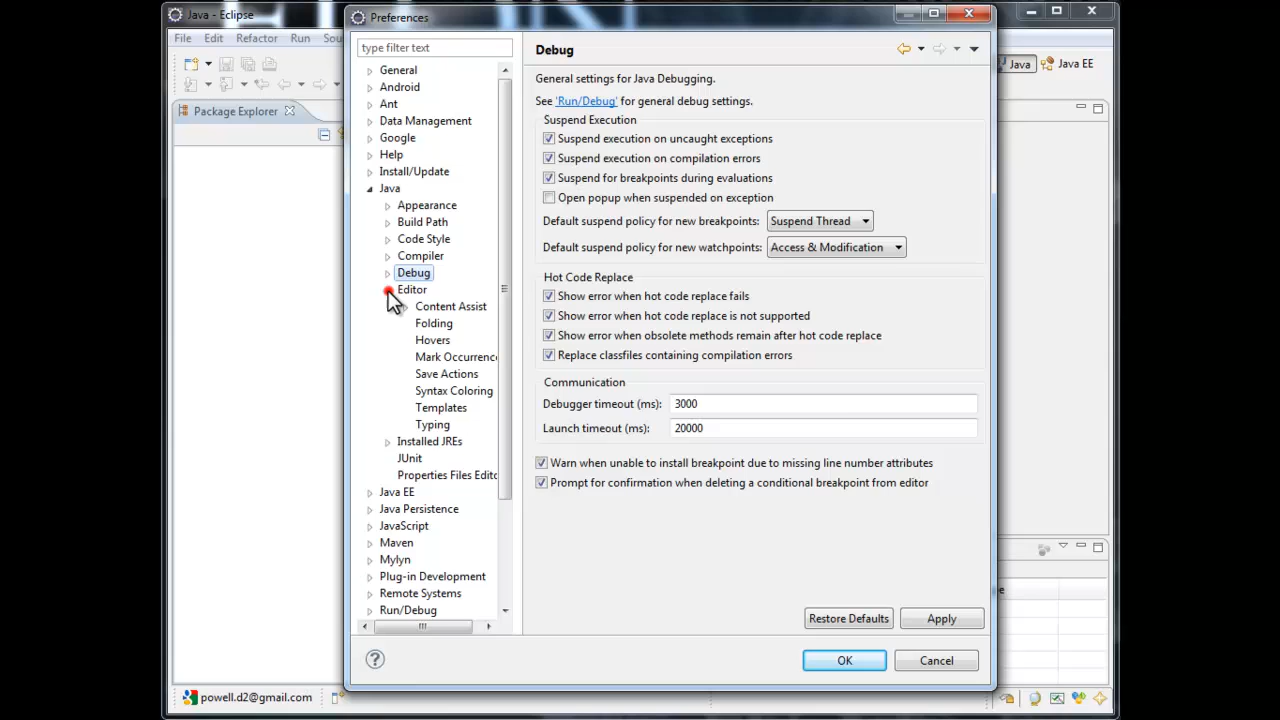 Java - Eclipse
Preferences
File Edit Refactor Run
type filter text
Debug
Java
Java EE
Package Explorer
General
Android
Ant
Data Management
Google
Help
Install/Update
Java
Appearance
Build Path
Code Style
Compiler
Debug
Editor
Content Assist
Folding
Hovers
Mark Occurrenc
Save Actions
Syntax Coloring
Templates
Typing
Installed JREs
JUnit
Properties Files Edito
Java EE
Java Persistence
JavaScript
Maven
Mylyn
Plug-in Development
Remote Systems
Run/Debug
General settings for Java Debugging.
See 'Run/Debug' for general debug settings.
Suspend Execution
Suspend execution on uncaught exceptions
Suspend execution on compilation errors
Suspend for breakpoints during evaluations
Open popup when suspended on exception
Default suspend policy for new breakpoints: Suspend Thread
Default suspend policy for new watchpoints: Access & Modification
Hot Code Replace
Show error when hot code replace fails
Show error when hot code replace is not supported
Show error when obsolete methods remain after hot code replace
Replace classfiles containing compilation errors
Communication
Debugger timeout (ms): 3000
Launch timeout (ms): 20000
Warn when unable to install breakpoint due to missing line number attributes
Prompt for confirmation when deleting a conditional breakpoint from editor
Restore Defaults
Apply
OK
Cancel
powell.d2@gmail.com